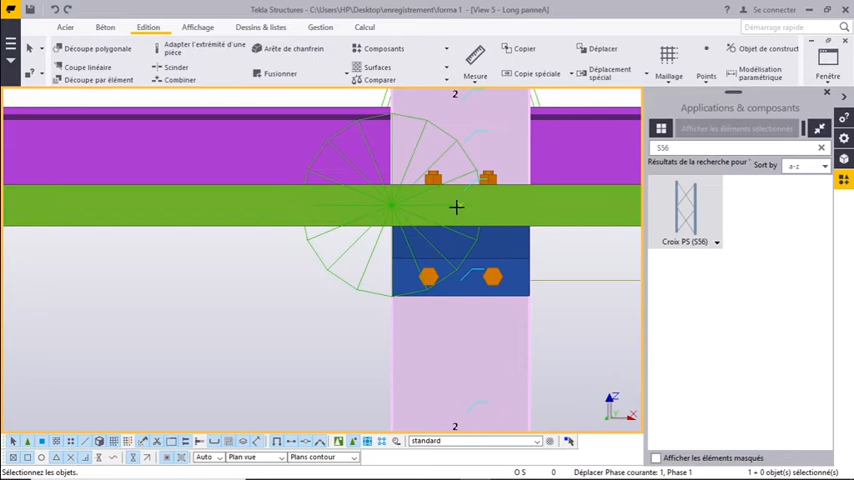 Tekla Structures - C:\Users\HP\Desktop\enregistrement\forma 1 - [View 5 - Long panneA]
Se connecter
Acier Béton Edition Affichage Dessins & listes Gestion Calcul
Démarrage rapide
Découpe polygonale
Adapter l'extrémité d'une pièce
Arête de chanfrein
Composants
Copier
Déplacer
Objet de construct
Coupe linéaire
Scinder
Surfaces
Découpe par élément
Combiner
Fusionner
Comparer
Mesure
Copie spéciale
Déplacement spécial
Maillage
Points
Modélisation paramétrique
Fenêtre
2
2
Z
X
Applications & composants
Afficher les éléments sélectionnés
S56
Résultats de la recherche pour '
Sort by
a-z
Croix PS (S56)
Afficher les éléments masqués
standard
Auto
Plan vue
Plans contour
Sélectionnez les objets.
O S
0
Déplacer Phase courante: 1, Phase 1
1 + 0 objet(s) sélectionné(s)